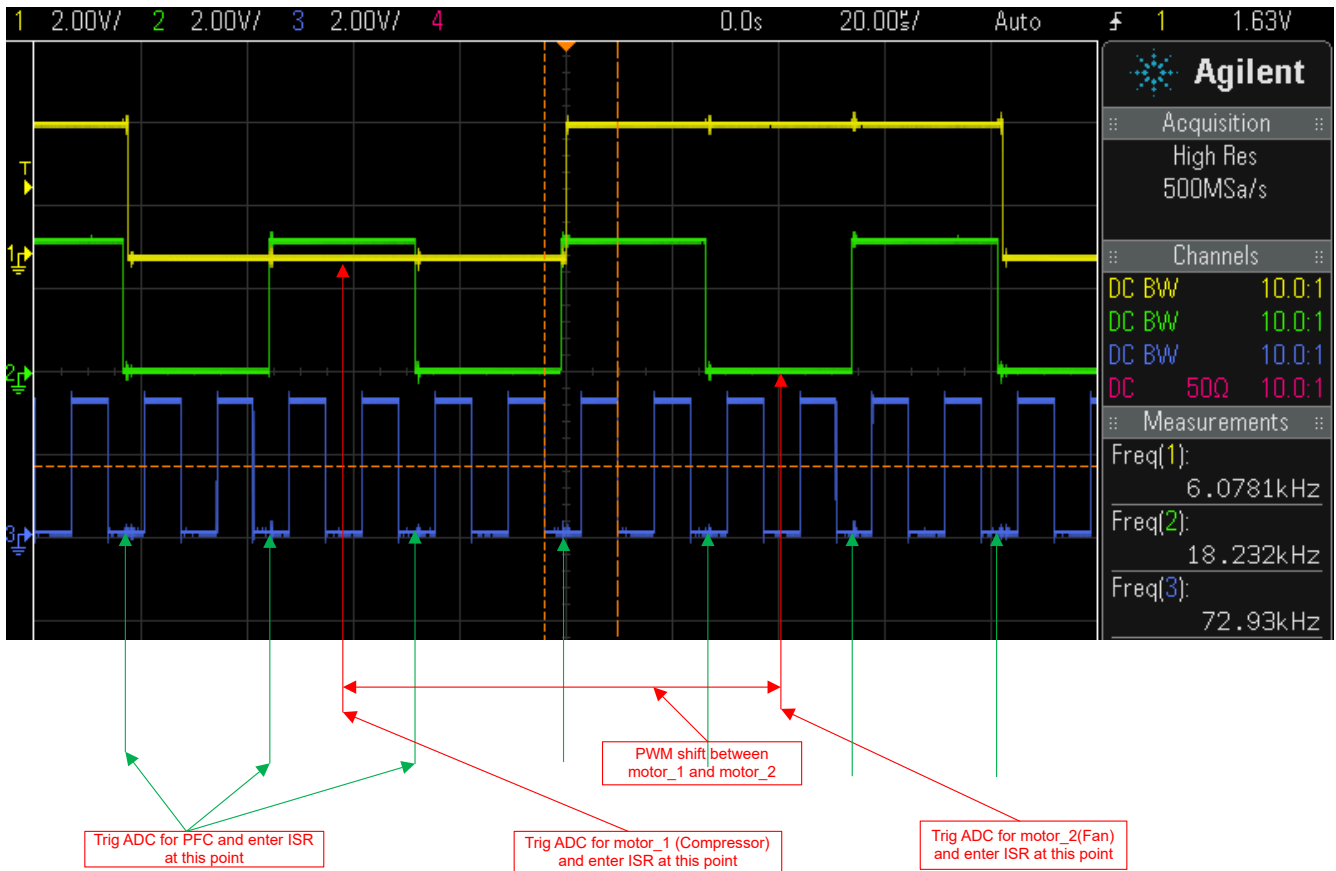 1 2.00V/ 2 2.00V/ 3 2.00V/ 4 0.0s 20.00µs/ Auto 1 1.63V
Agilent
Acquisition
High Res
500MSa/s
Channels
DC BW 10.0:1
DC BW 10.0:1
DC BW 10.0:1
DC 50Ω 10.0:1
Measurements
Freq(1):
6.0781kHz
Freq(2):
18.232kHz
Freq(3):
72.93kHz
T
1
2
3
PWM shift between
motor_1 and motor_2
Trig ADC for PFC and enter ISR
at this point
Trig ADC for motor_1 (Compressor)
and enter ISR at this point
Trig ADC for motor_2(Fan)
and enter ISR at this point